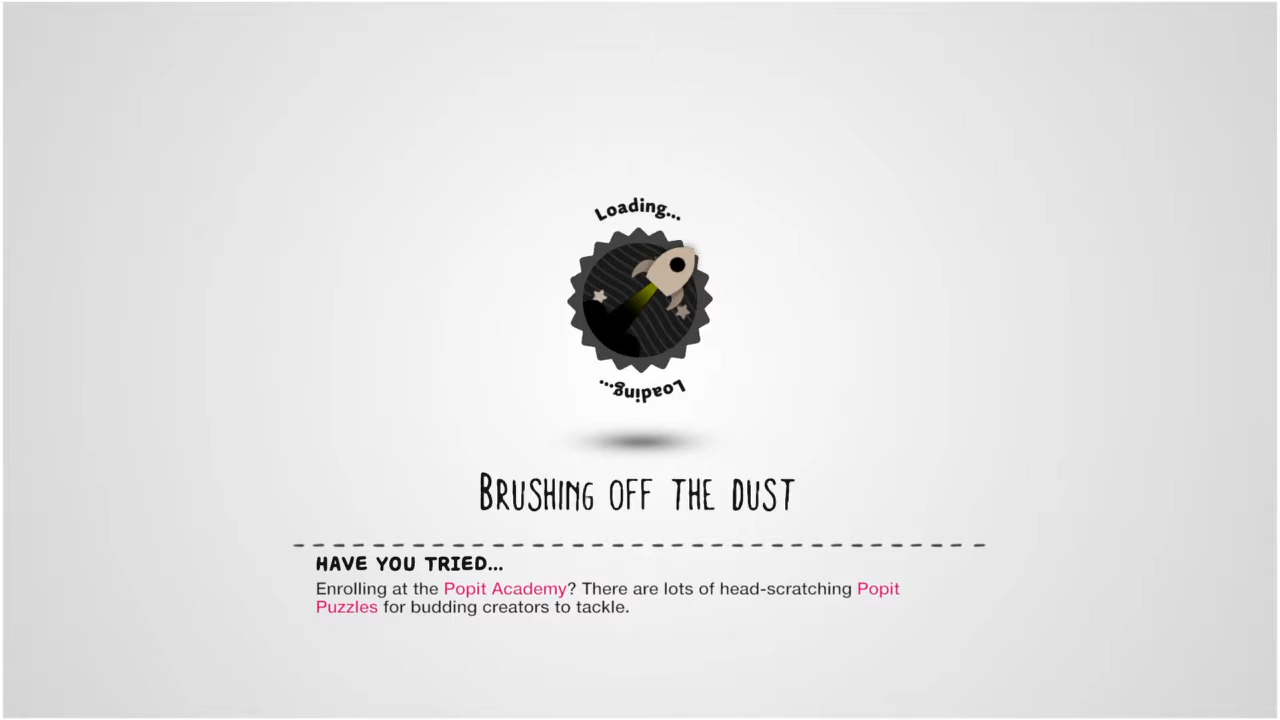 Loading...
Loading...
BRUSHING OFF THE DUST
HAVE YOU TRIED...
Enrolling at the Popit Academy? There are lots of head-scratching Popit
Puzzles for budding creators to tackle.